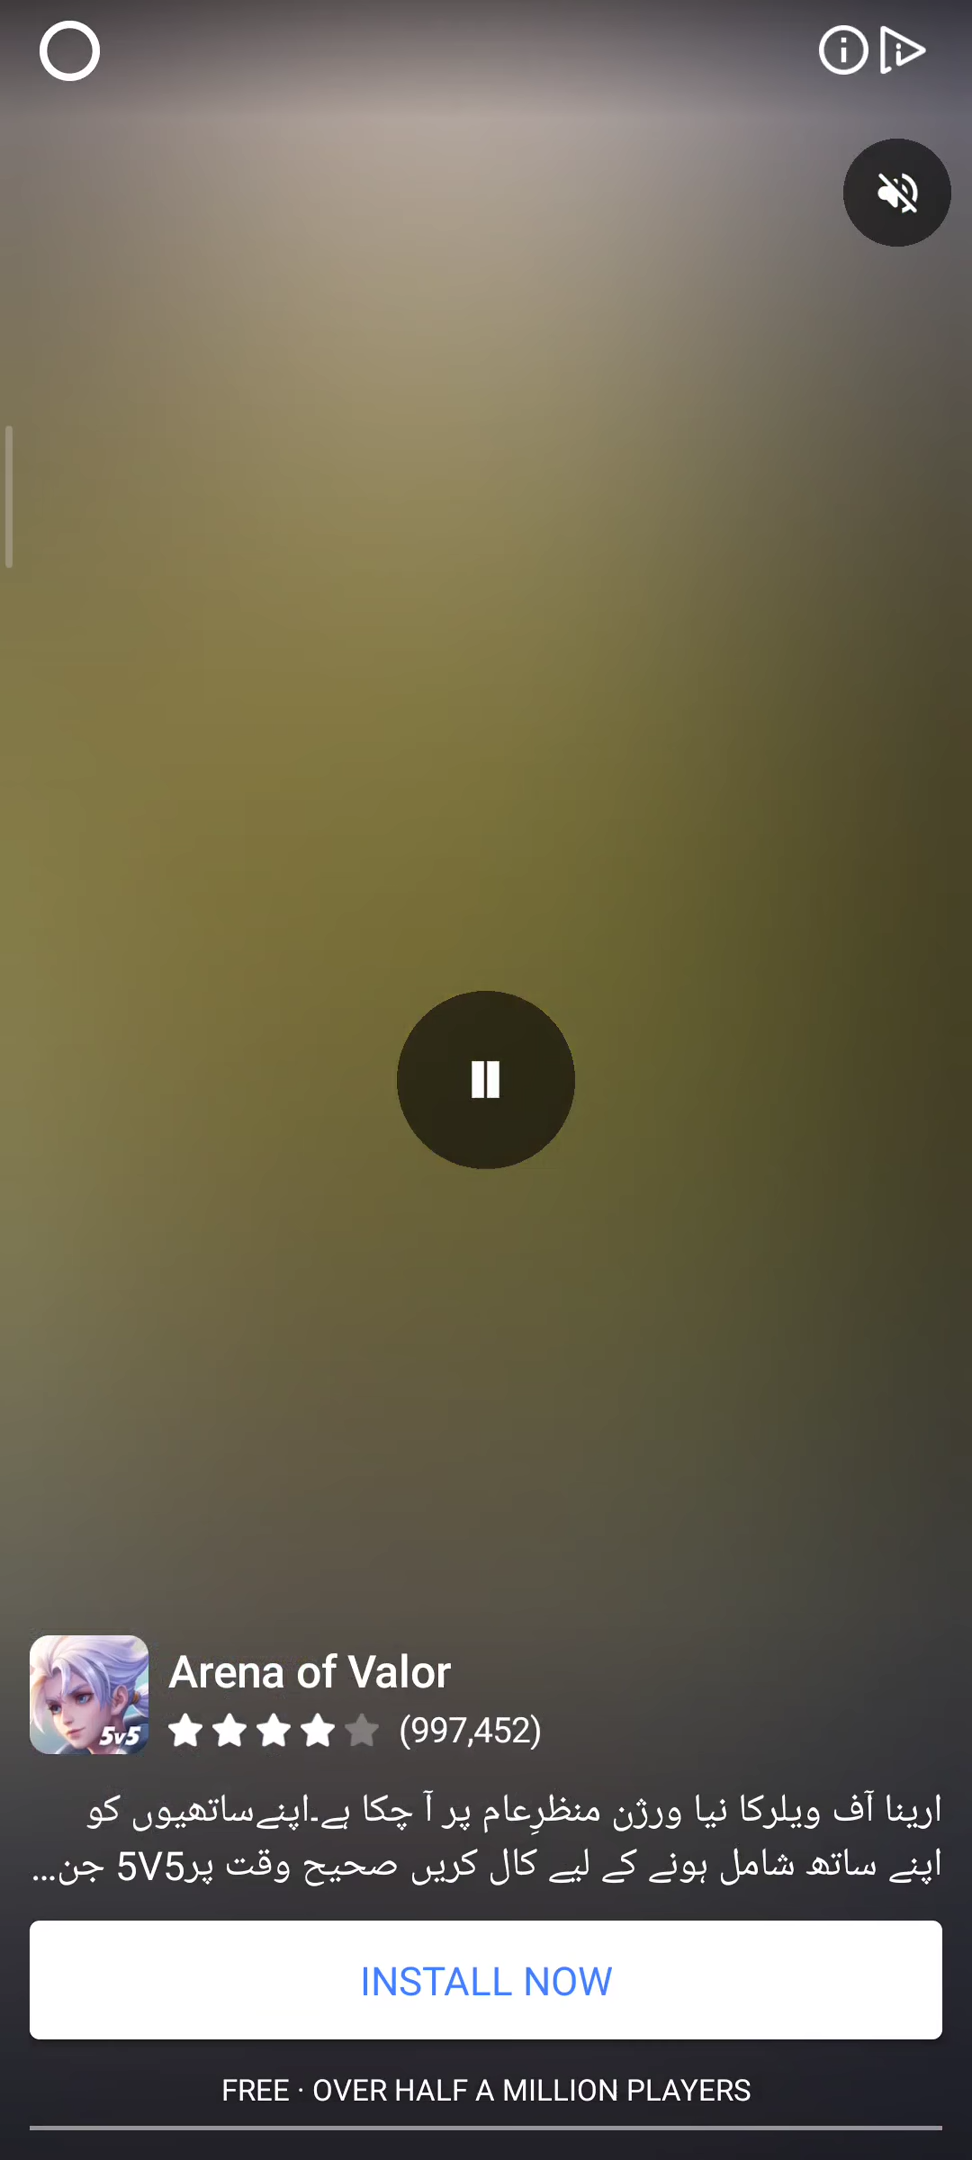 5v5
Arena of Valor
(997,452)
ارینا آف ویلرکا نیا ورژن منظرِعام پر آ چکا ہے۔اپنےساتھیوں کو
اپنے ساتھ شامل ہونے کے لیے کال کریں صحیح وقت پر5V5 جن...
INSTALL NOW
FREE · OVER HALF A MILLION PLAYERS